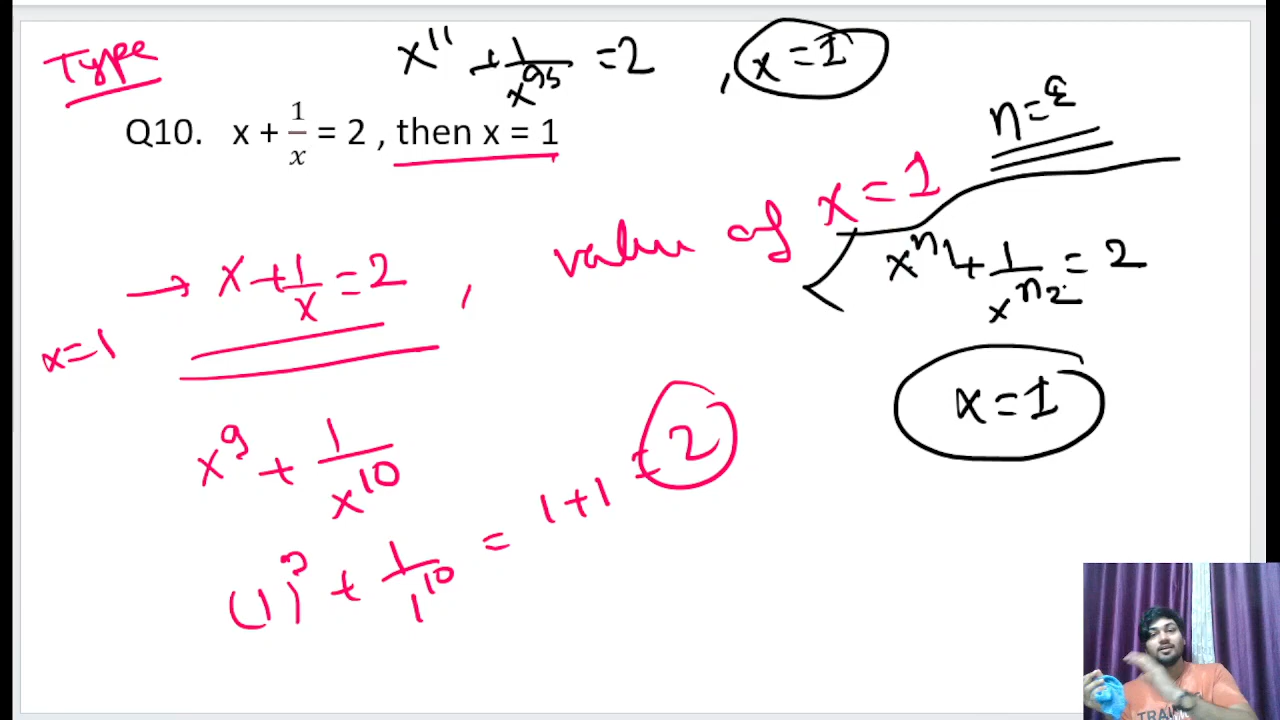 Type
x¹¹ + 1/x⁹⁵ = 2 , x = 1
Q10. x + 1/x = 2 , then x = 1
value of x = 1
→ x + 1/x = 2 ,
x = 1
xⁿ¹ + 1/xⁿ² = 2
x = 1
x⁹ + 1/x¹⁰
(1)⁹ + 1/1¹⁰ = 1 + 1 = 2
TRAIN